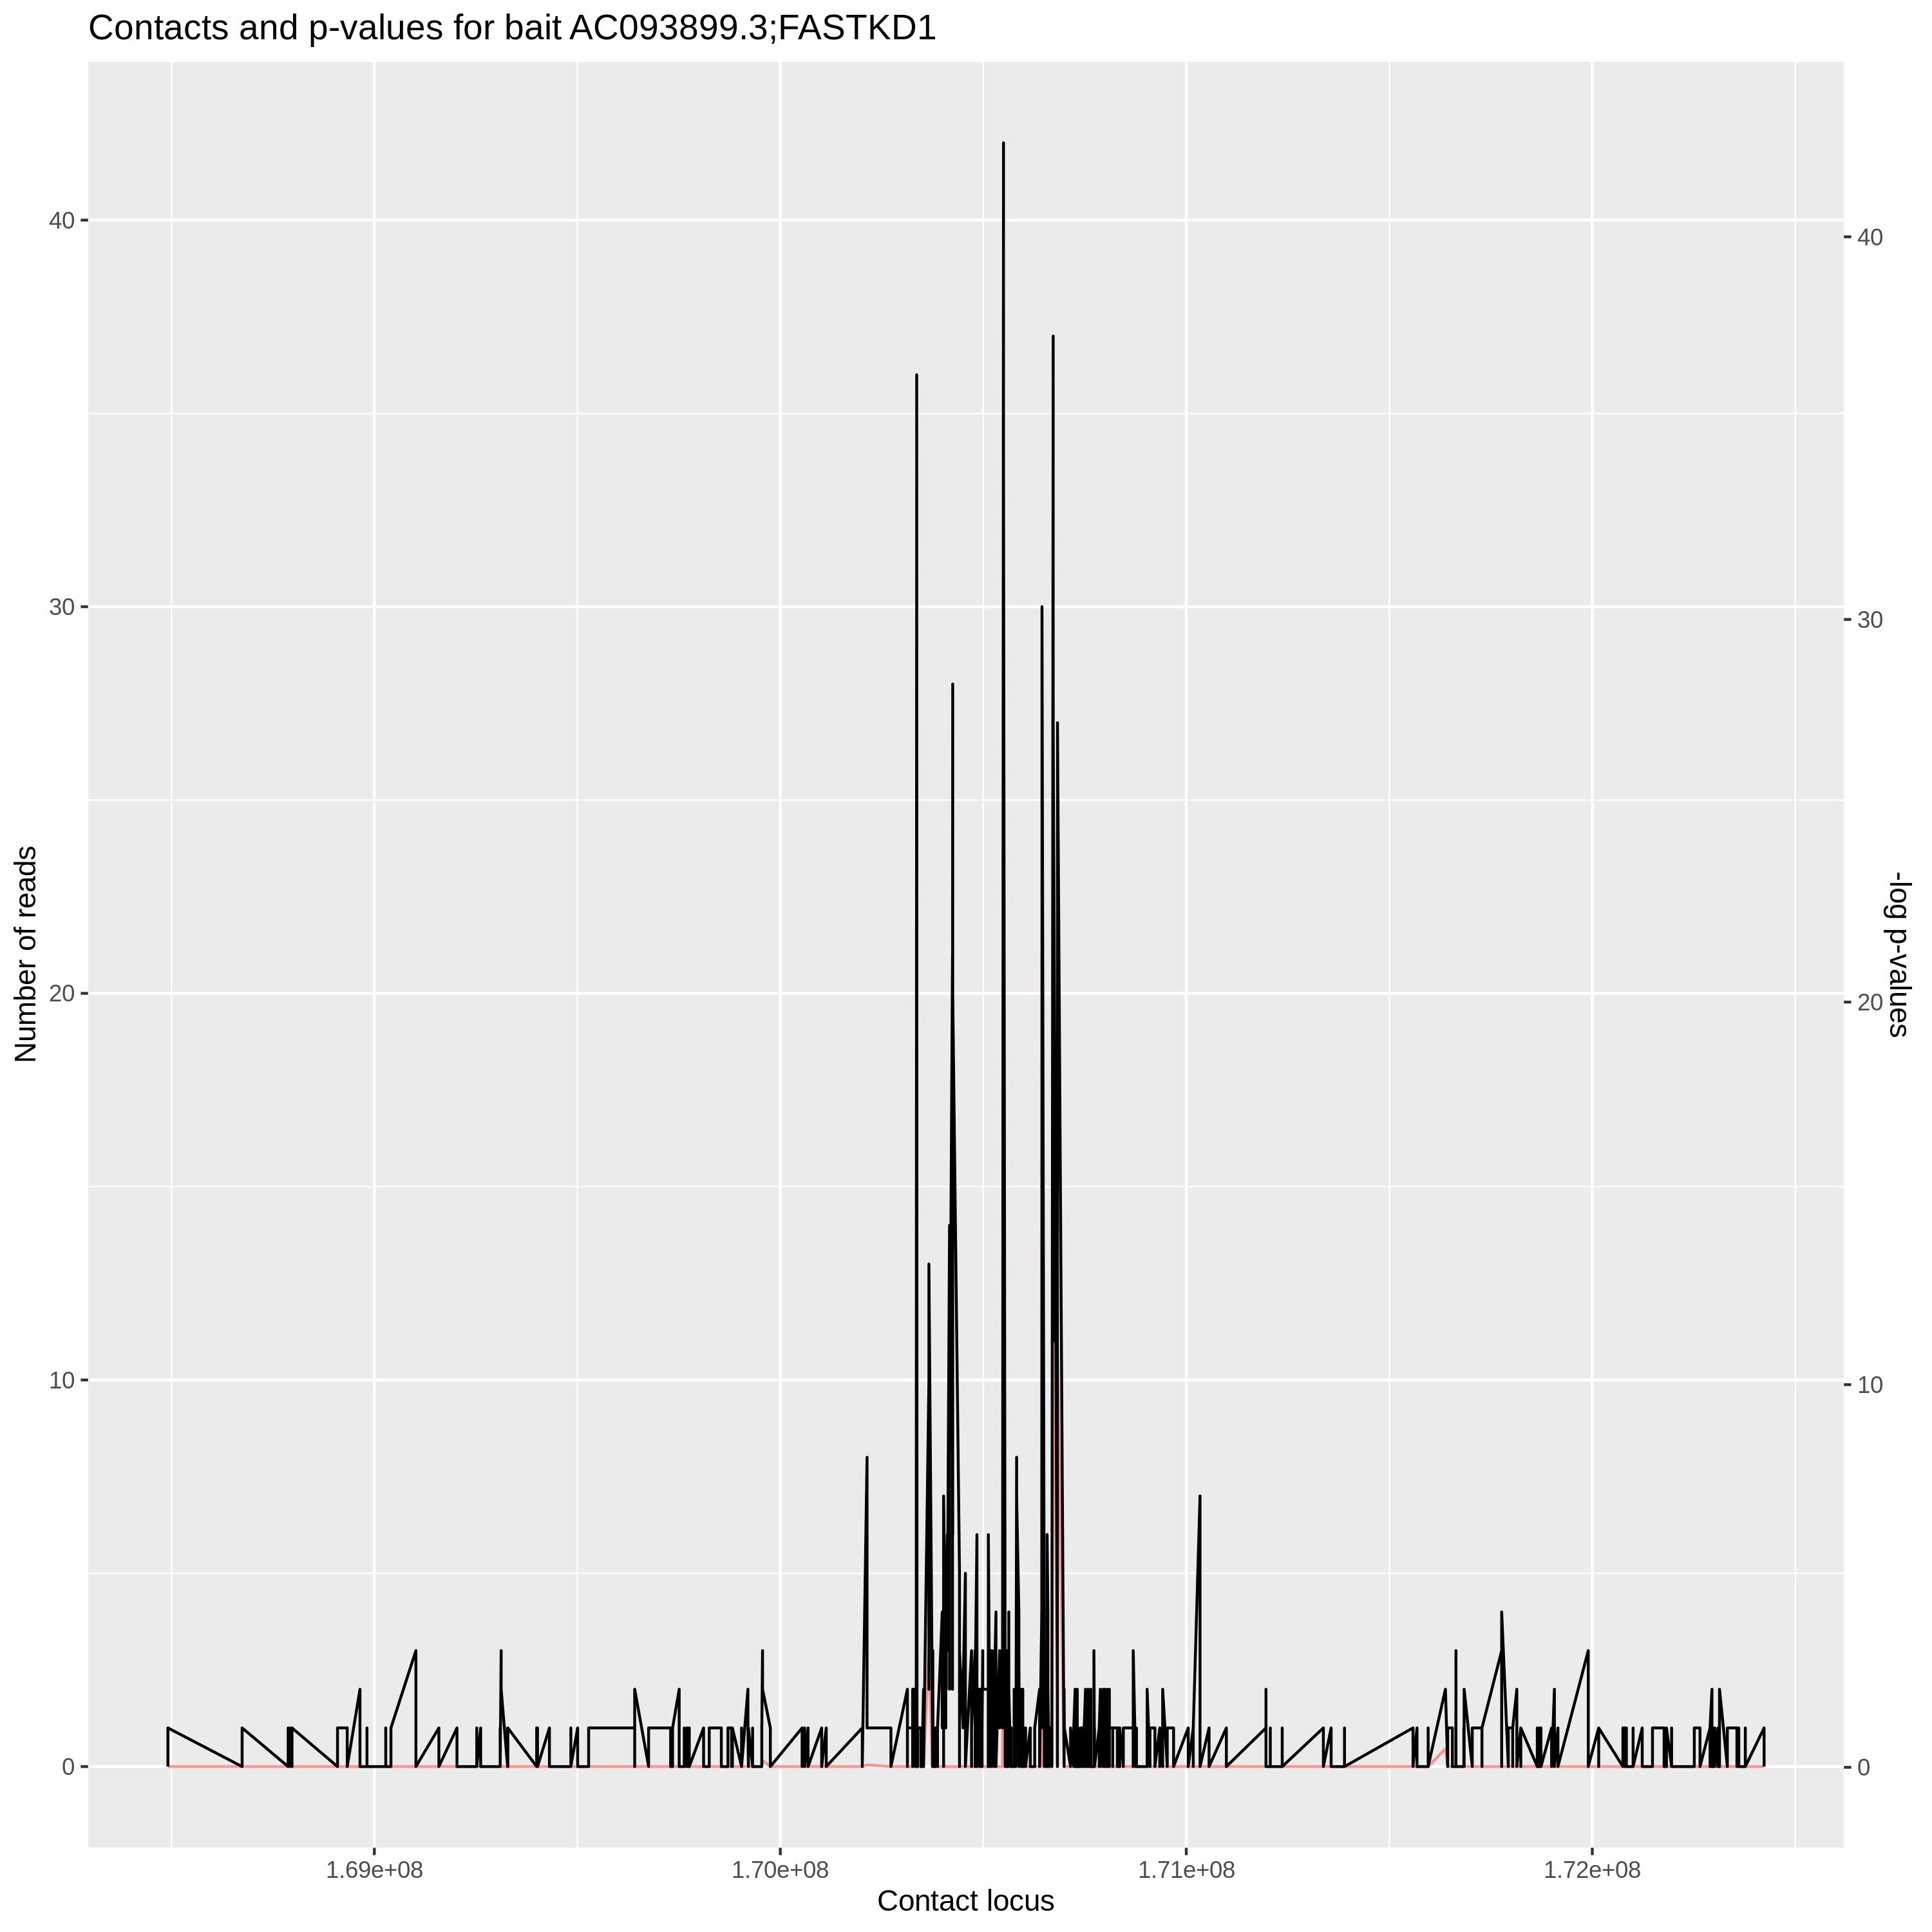 Contacts and p-values for bait AC093899.3;FASTKD1
Number of reads
40
30
20
10
0
40
30
20
10
0
-log p-values
1.69e+08
1.70e+08
1.71e+08
1.72e+08
Contact locus